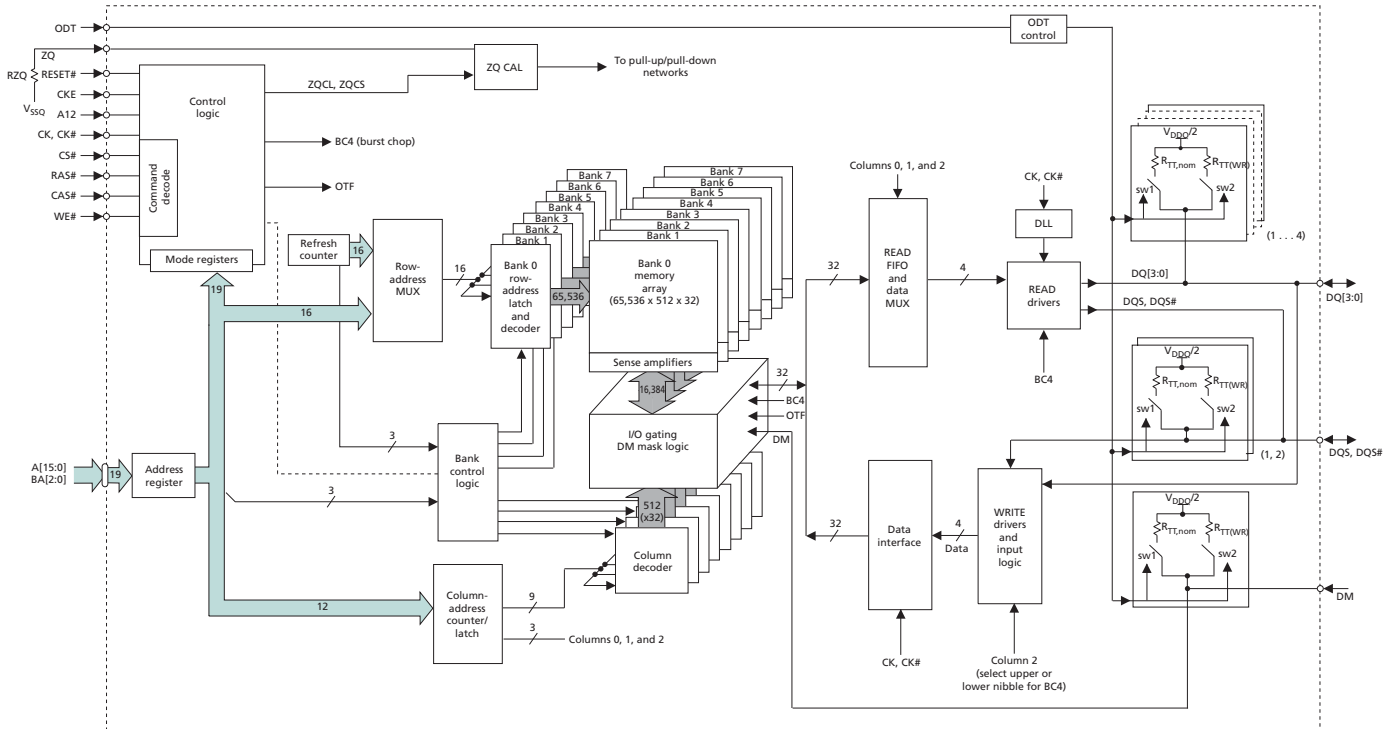 ODT
ODT
control
ZQ
RZQ
RESET#
CKE
VSSQ
A12
CK, CK#
CS#
RAS#
CAS#
WE#
Control
logic
Command
decode
Mode registers
ZQCL, ZQCS
ZQ CAL
To pull-up/pull-down
networks
BC4 (burst chop)
OTF
Refresh
counter
16
Row-
address
MUX
16
19
16
Bank 7
Bank 6
Bank 5
Bank 4
Bank 3
Bank 2
Bank 1
Bank 0
row-
address
latch
and
decoder
65,536
Bank 7
Bank 6
Bank 5
Bank 4
Bank 3
Bank 2
Bank 1
Bank 0
memory
array
(65,536 x 512 x 32)
Sense amplifiers
16,384
32
BC4
OTF
DM
I/O gating
DM mask logic
512
(x32)
Column
decoder
3
Bank
control
logic
3
A[15:0]
BA[2:0]
19
Address
register
12
Column-
address
counter/
latch
9
3
Columns 0, 1, and 2
Columns 0, 1, and 2
32
READ
FIFO
and
data
MUX
4
CK, CK#
DLL
READ
drivers
BC4
DQ[3:0]
DQS, DQS#
DQ[3:0]
VDDQ/2
RTT,nom
RTT(WR)
sw1
sw2
(1 . . . 4)
VDDQ/2
RTT,nom
RTT(WR)
sw1
sw2
(1, 2)
DQS, DQS#
VDDQ/2
RTT,nom
RTT(WR)
sw1
sw2
DM
32
Data
interface
4
Data
WRITE
drivers
and
input
logic
CK, CK#
Column 2
(select upper or
lower nibble for BC4)